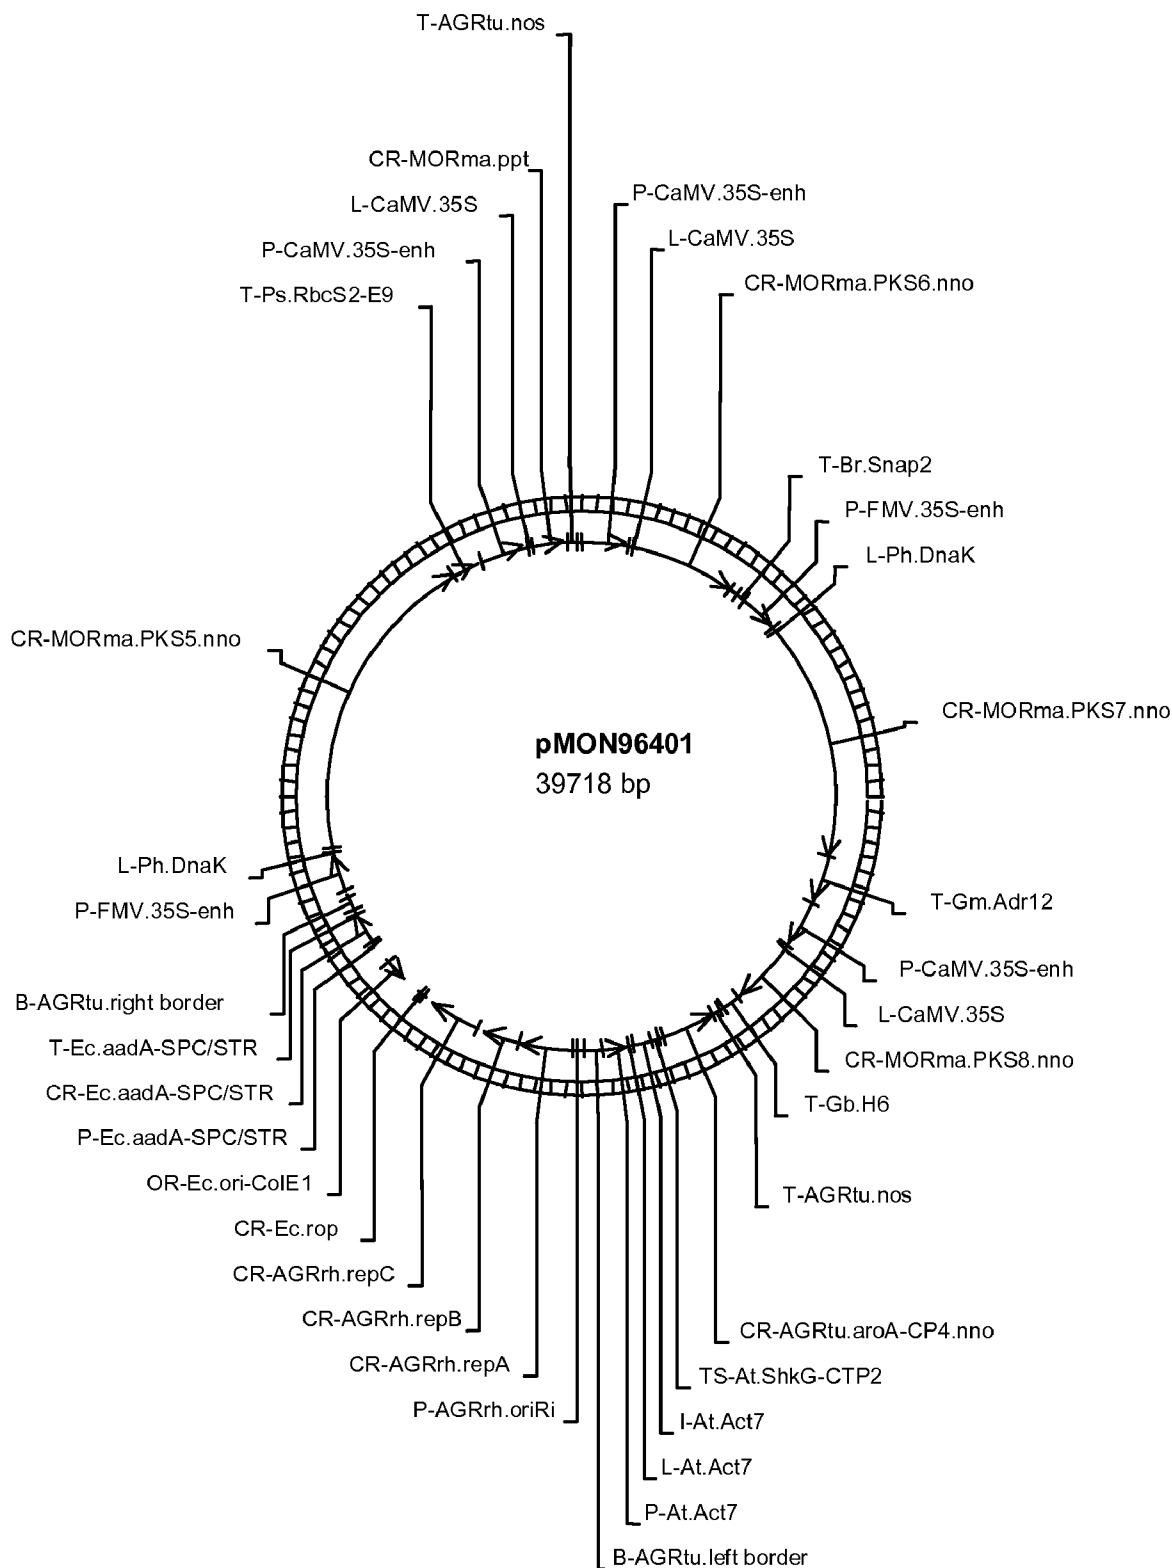 T-AGRtu.nos
CR-MORma.ppt
L-CaMV.35S
P-CaMV.35S-enh
T-Ps.RbcS2-E9
P-CaMV.35S-enh
L-CaMV.35S
CR-MORma.PKS6.nno
T-Br.Snap2
P-FMV.35S-enh
L-Ph.DnaK
CR-MORma.PKS5.nno
CR-MORma.PKS7.nno
pMON96401
39718 bp
L-Ph.DnaK
P-FMV.35S-enh
B-AGRtu.right border
T-Ec.aadA-SPC/STR
CR-Ec.aadA-SPC/STR
P-Ec.aadA-SPC/STR
OR-Ec.ori-ColE1
CR-Ec.rop
CR-AGRrh.repC
CR-AGRrh.repB
CR-AGRrh.repA
P-AGRrh.oriRi
T-Gm.Adr12
P-CaMV.35S-enh
L-CaMV.35S
CR-MORma.PKS8.nno
T-Gb.H6
T-AGRtu.nos
CR-AGRtu.aroA-CP4.nno
TS-At.ShkG-CTP2
I-At.Act7
L-At.Act7
P-At.Act7
B-AGRtu.left border